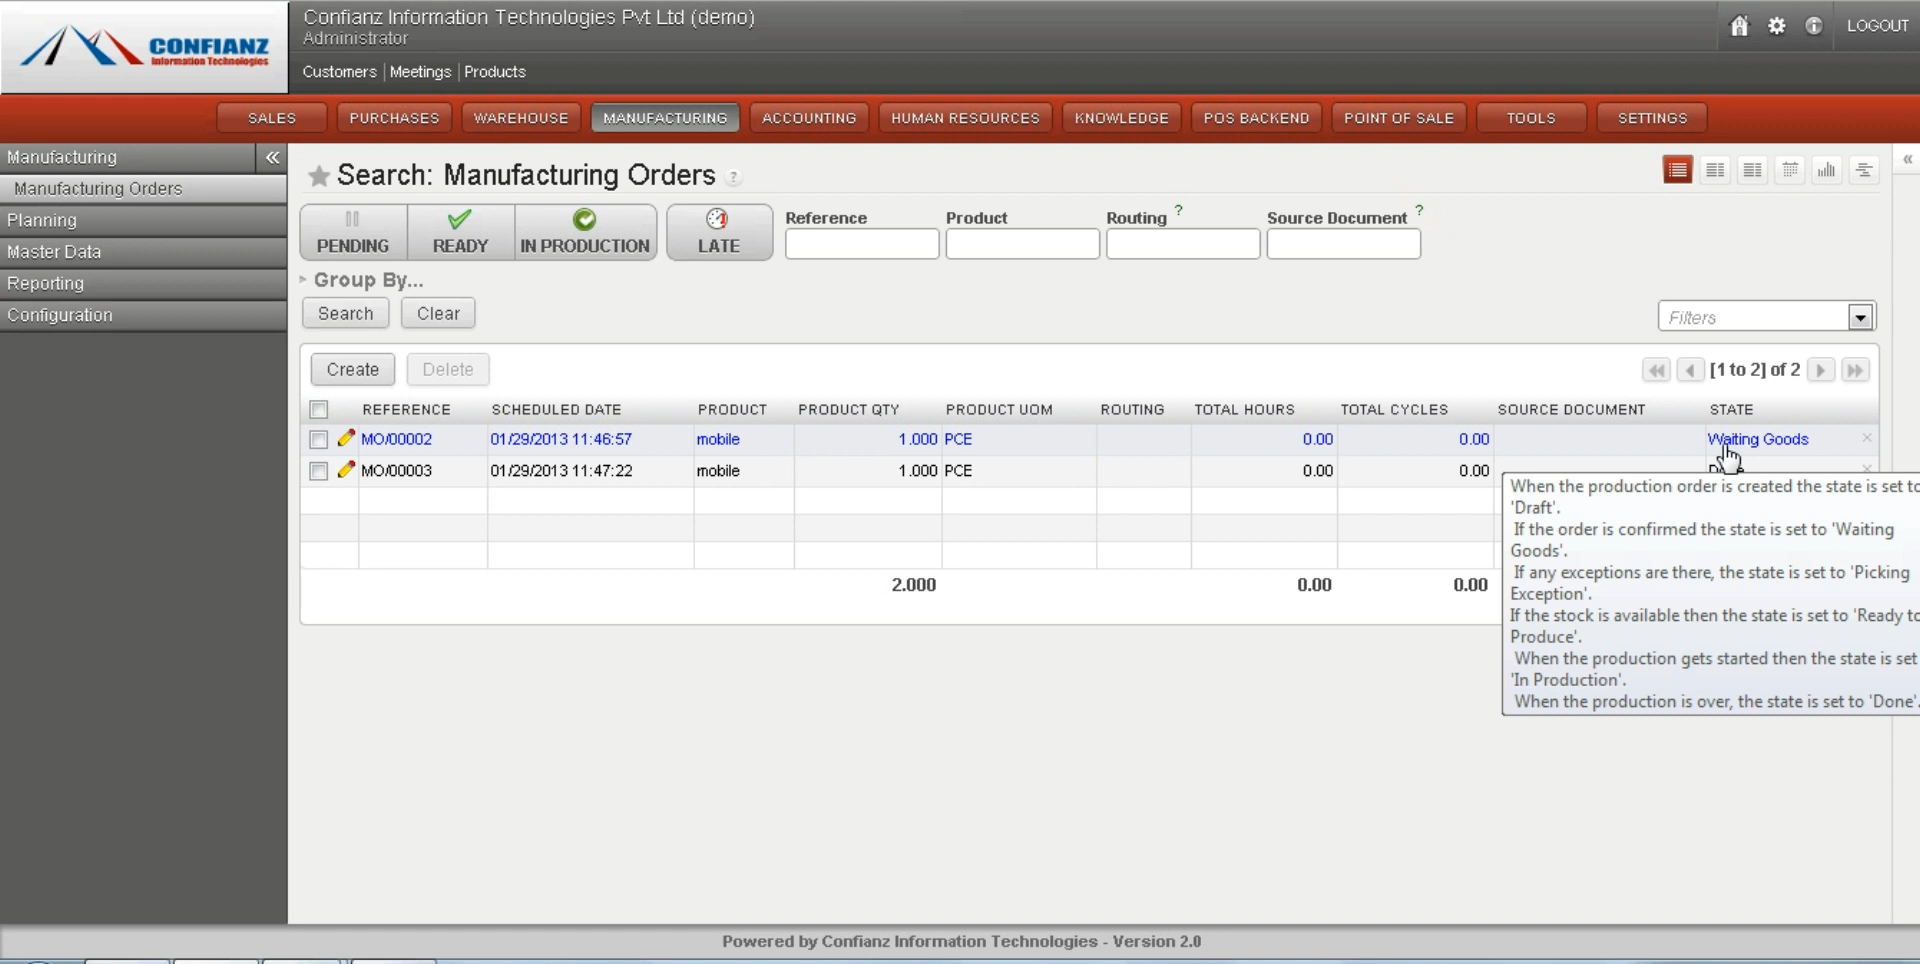 CONFIANZ
Information Technologies
Confianz Information Technologies Pvt Ltd (demo)
Administrator
LOGOUT
Customers Meetings Products
SALES PURCHASES WAREHOUSE MANUFACTURING ACCOUNTING HUMAN RESOURCES KNOWLEDGE POS BACKEND POINT OF SALE TOOLS SETTINGS
Manufacturing «
Manufacturing Orders
Planning
Master Data
Reporting
Configuration
Search: Manufacturing Orders ?
«
PENDING READY IN PRODUCTION LATE
Reference Product Routing ? Source Document ?
Group By...
Search Clear
Filters
Create Delete
[1 to 2] of 2
REFERENCE SCHEDULED DATE PRODUCT PRODUCT QTY PRODUCT UOM ROUTING TOTAL HOURS TOTAL CYCLES SOURCE DOCUMENT STATE
MO/00002 01/29/2013 11:46:57 mobile 1.000 PCE 0.00 0.00 Waiting Goods
MO/00003 01/29/2013 11:47:22 mobile 1.000 PCE 0.00 0.00
2.000 0.00 0.00
When the production order is created the state is set to
'Draft'.
If the order is confirmed the state is set to 'Waiting
Goods'.
If any exceptions are there, the state is set to 'Picking
Exception'.
If the stock is available then the state is set to 'Ready to
Produce'.
When the production gets started then the state is set
'In Production'.
When the production is over, the state is set to 'Done'.
Powered by Confianz Information Technologies - Version 2.0